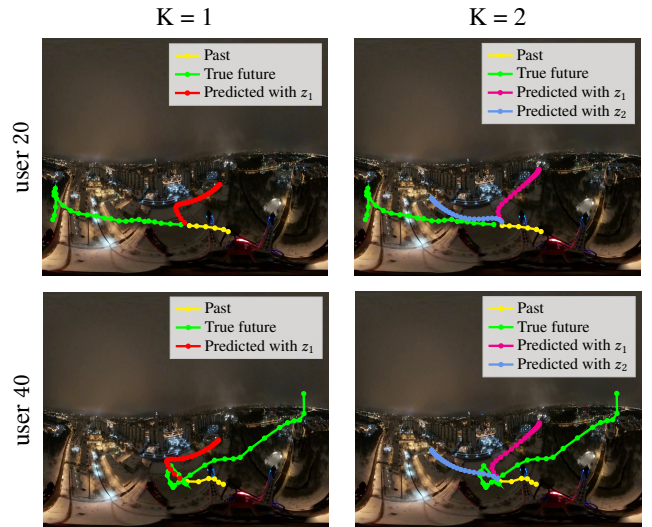 K = 1
K = 2
user 20
Past
True future
Predicted with z₁
Past
True future
Predicted with z₁
Predicted with z₂
user 40
Past
True future
Predicted with z₁
Past
True future
Predicted with z₁
Predicted with z₂